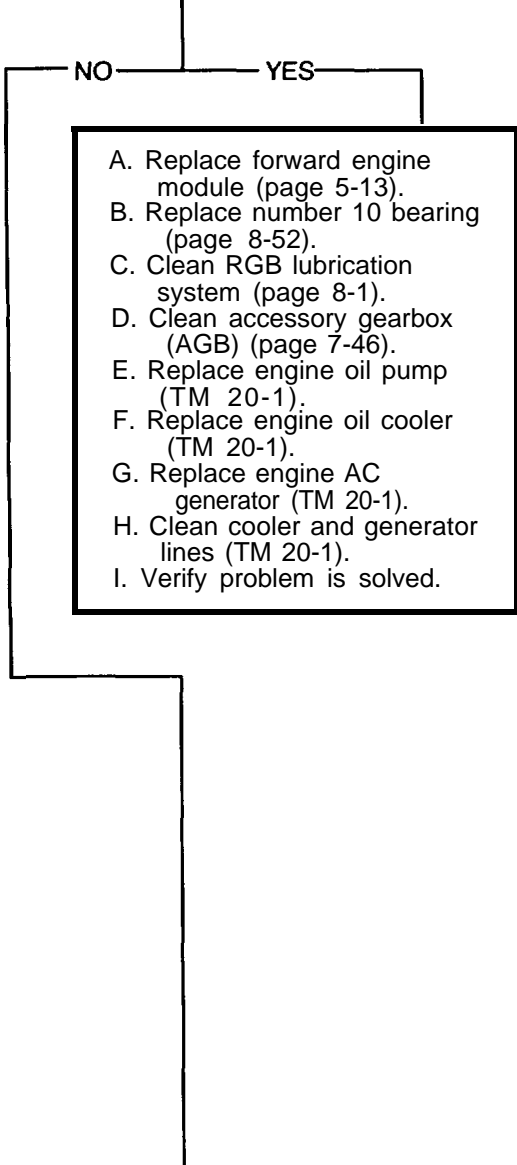 NO YES
A. Replace forward engine
module (page 5-13).
B. Replace number 10 bearing
(page 8-52).
C. Clean RGB lubrication
system (page 8-1).
D. Clean accessory gearbox
(AGB) (page 7-46).
E. Replace engine oil pump
(TM 20-1).
F. Replace engine oil cooler
(TM 20-1).
G. Replace engine AC
generator (TM 20-1).
H. Clean cooler and generator
lines (TM 20-1).
I. Verify problem is solved.